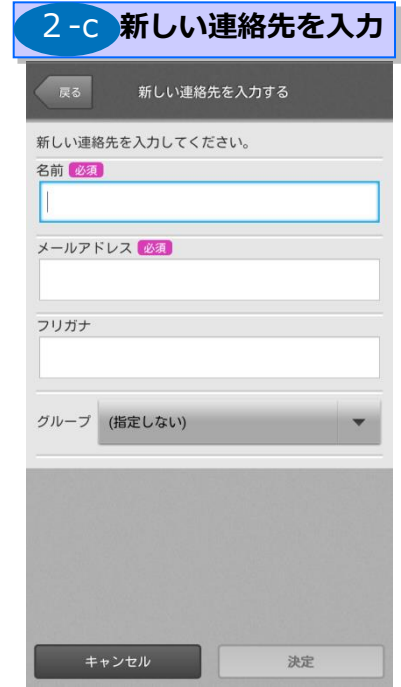 ２-c 新しい連絡先を入力
戻る 新しい連絡先を入力する
新しい連絡先を入力してください。
名前 必須
メールアドレス 必須
フリガナ
グループ (指定しない)
キャンセル 決定